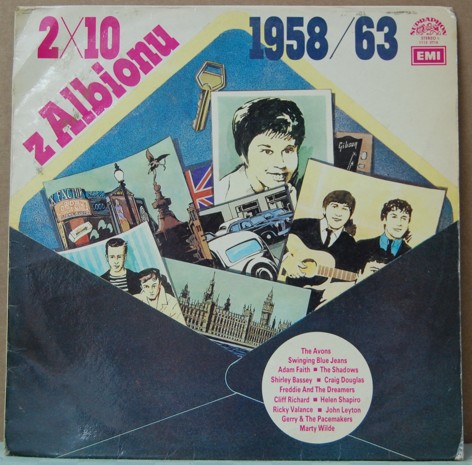 2×10
z Albionu
1958/63
SUPRAPHON
STEREO
EMI
Gibson
The Avons
Swinging Blue Jeans
Adam Faith ■ The Shadows
Shirley Bassey ■ Craig Douglas
Freddie And The Dreamers
Cliff Richard ■ Helen Shapiro
Ricky Valance ■ John Leyton
Gerry & The Pacemakers
Marty Wilde